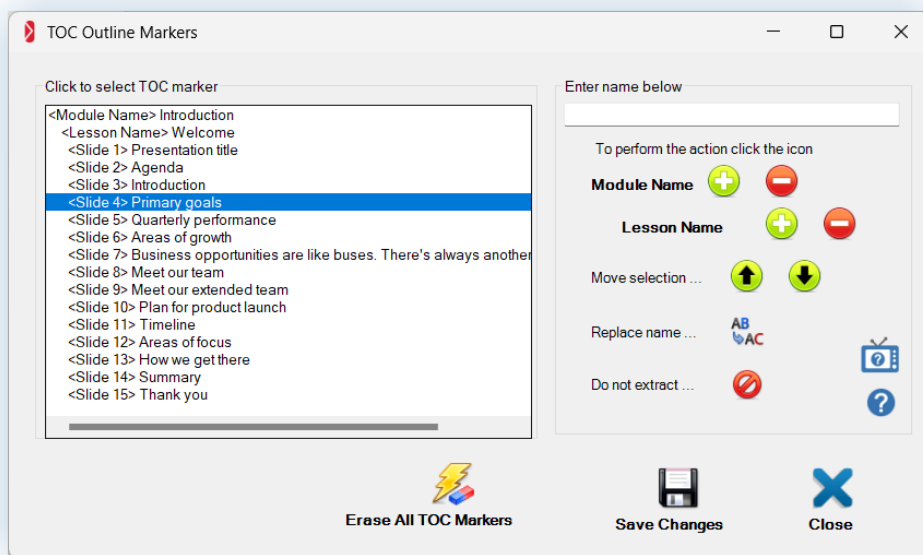 TOC Outline Markers
Click to select TOC marker
<Module Name> Introduction
<Lesson Name> Welcome
<Slide 1> Presentation title
<Slide 2> Agenda
<Slide 3> Introduction
<Slide 4> Primary goals
<Slide 5> Quarterly performance
<Slide 6> Areas of growth
<Slide 7> Business opportunities are like buses. There's always another
<Slide 8> Meet our team
<Slide 9> Meet our extended team
<Slide 10> Plan for product launch
<Slide 11> Timeline
<Slide 12> Areas of focus
<Slide 13> How we get there
<Slide 14> Summary
<Slide 15> Thank you
Enter name below
To perform the action click the icon
Module Name
Lesson Name
Move selection ...
Replace name ...
AB
AC
Do not extract ...
?
?
Erase All TOC Markers
Save Changes
Close